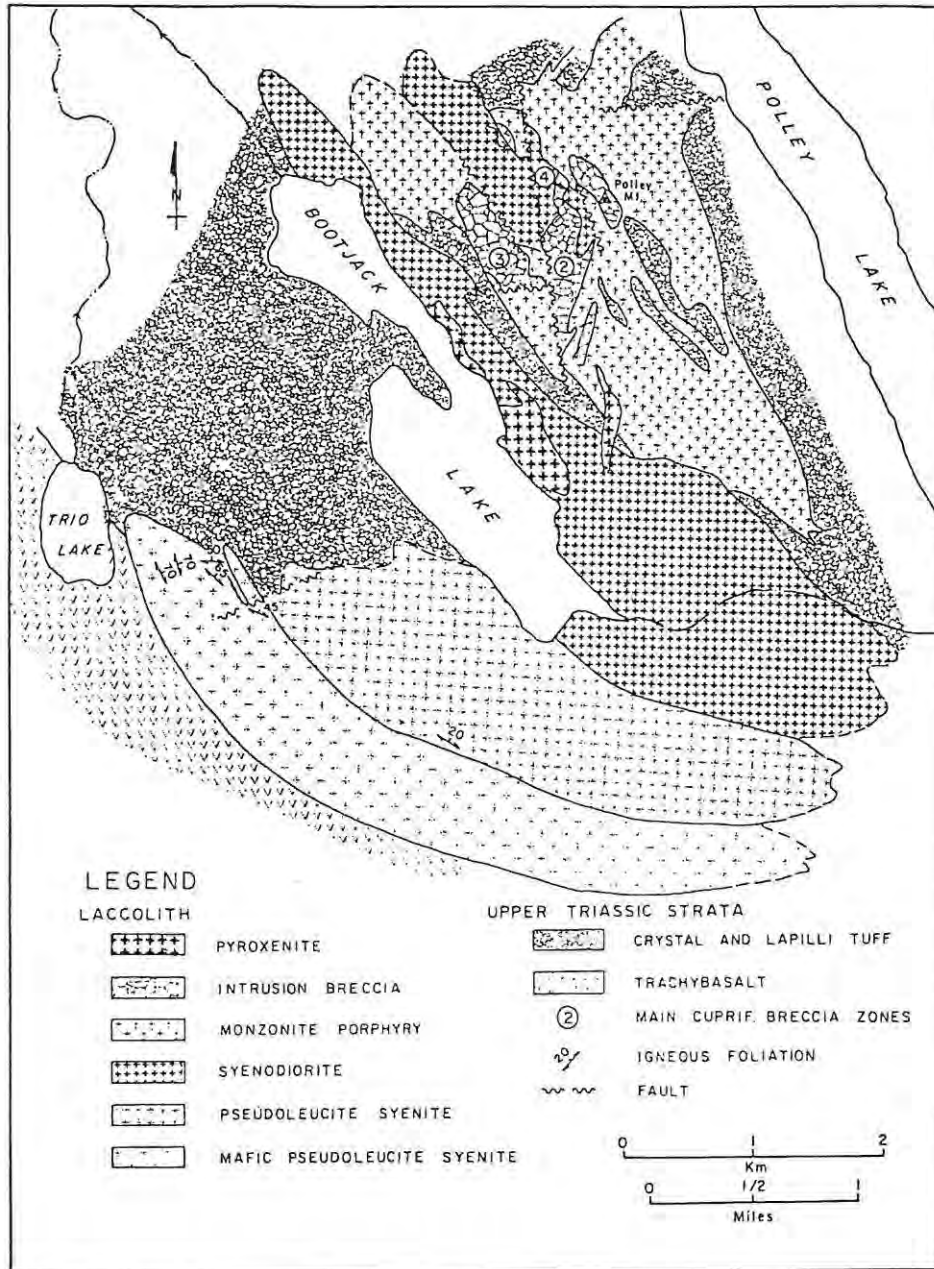 POLLEY
LAKE
N
BOOTJACK
LAKE
4
Polley
Mt.
3
2
TRIO
LAKE
45
20
LEGEND
LACCOLITH
PYROXENITE
INTRUSION BRECCIA
MONZONITE PORPHYRY
SYENODIORITE
PSEUDOLEUCITE SYENITE
MAFIC PSEUDOLEUCITE SYENITE
UPPER TRIASSIC STRATA
CRYSTAL AND LAPILLI TUFF
TRACHYBASALT
2 MAIN CUPRIF. BRECCIA ZONES
20 IGNEOUS FOLIATION
FAULT
0 1 2
Km
0 1/2 1
Miles